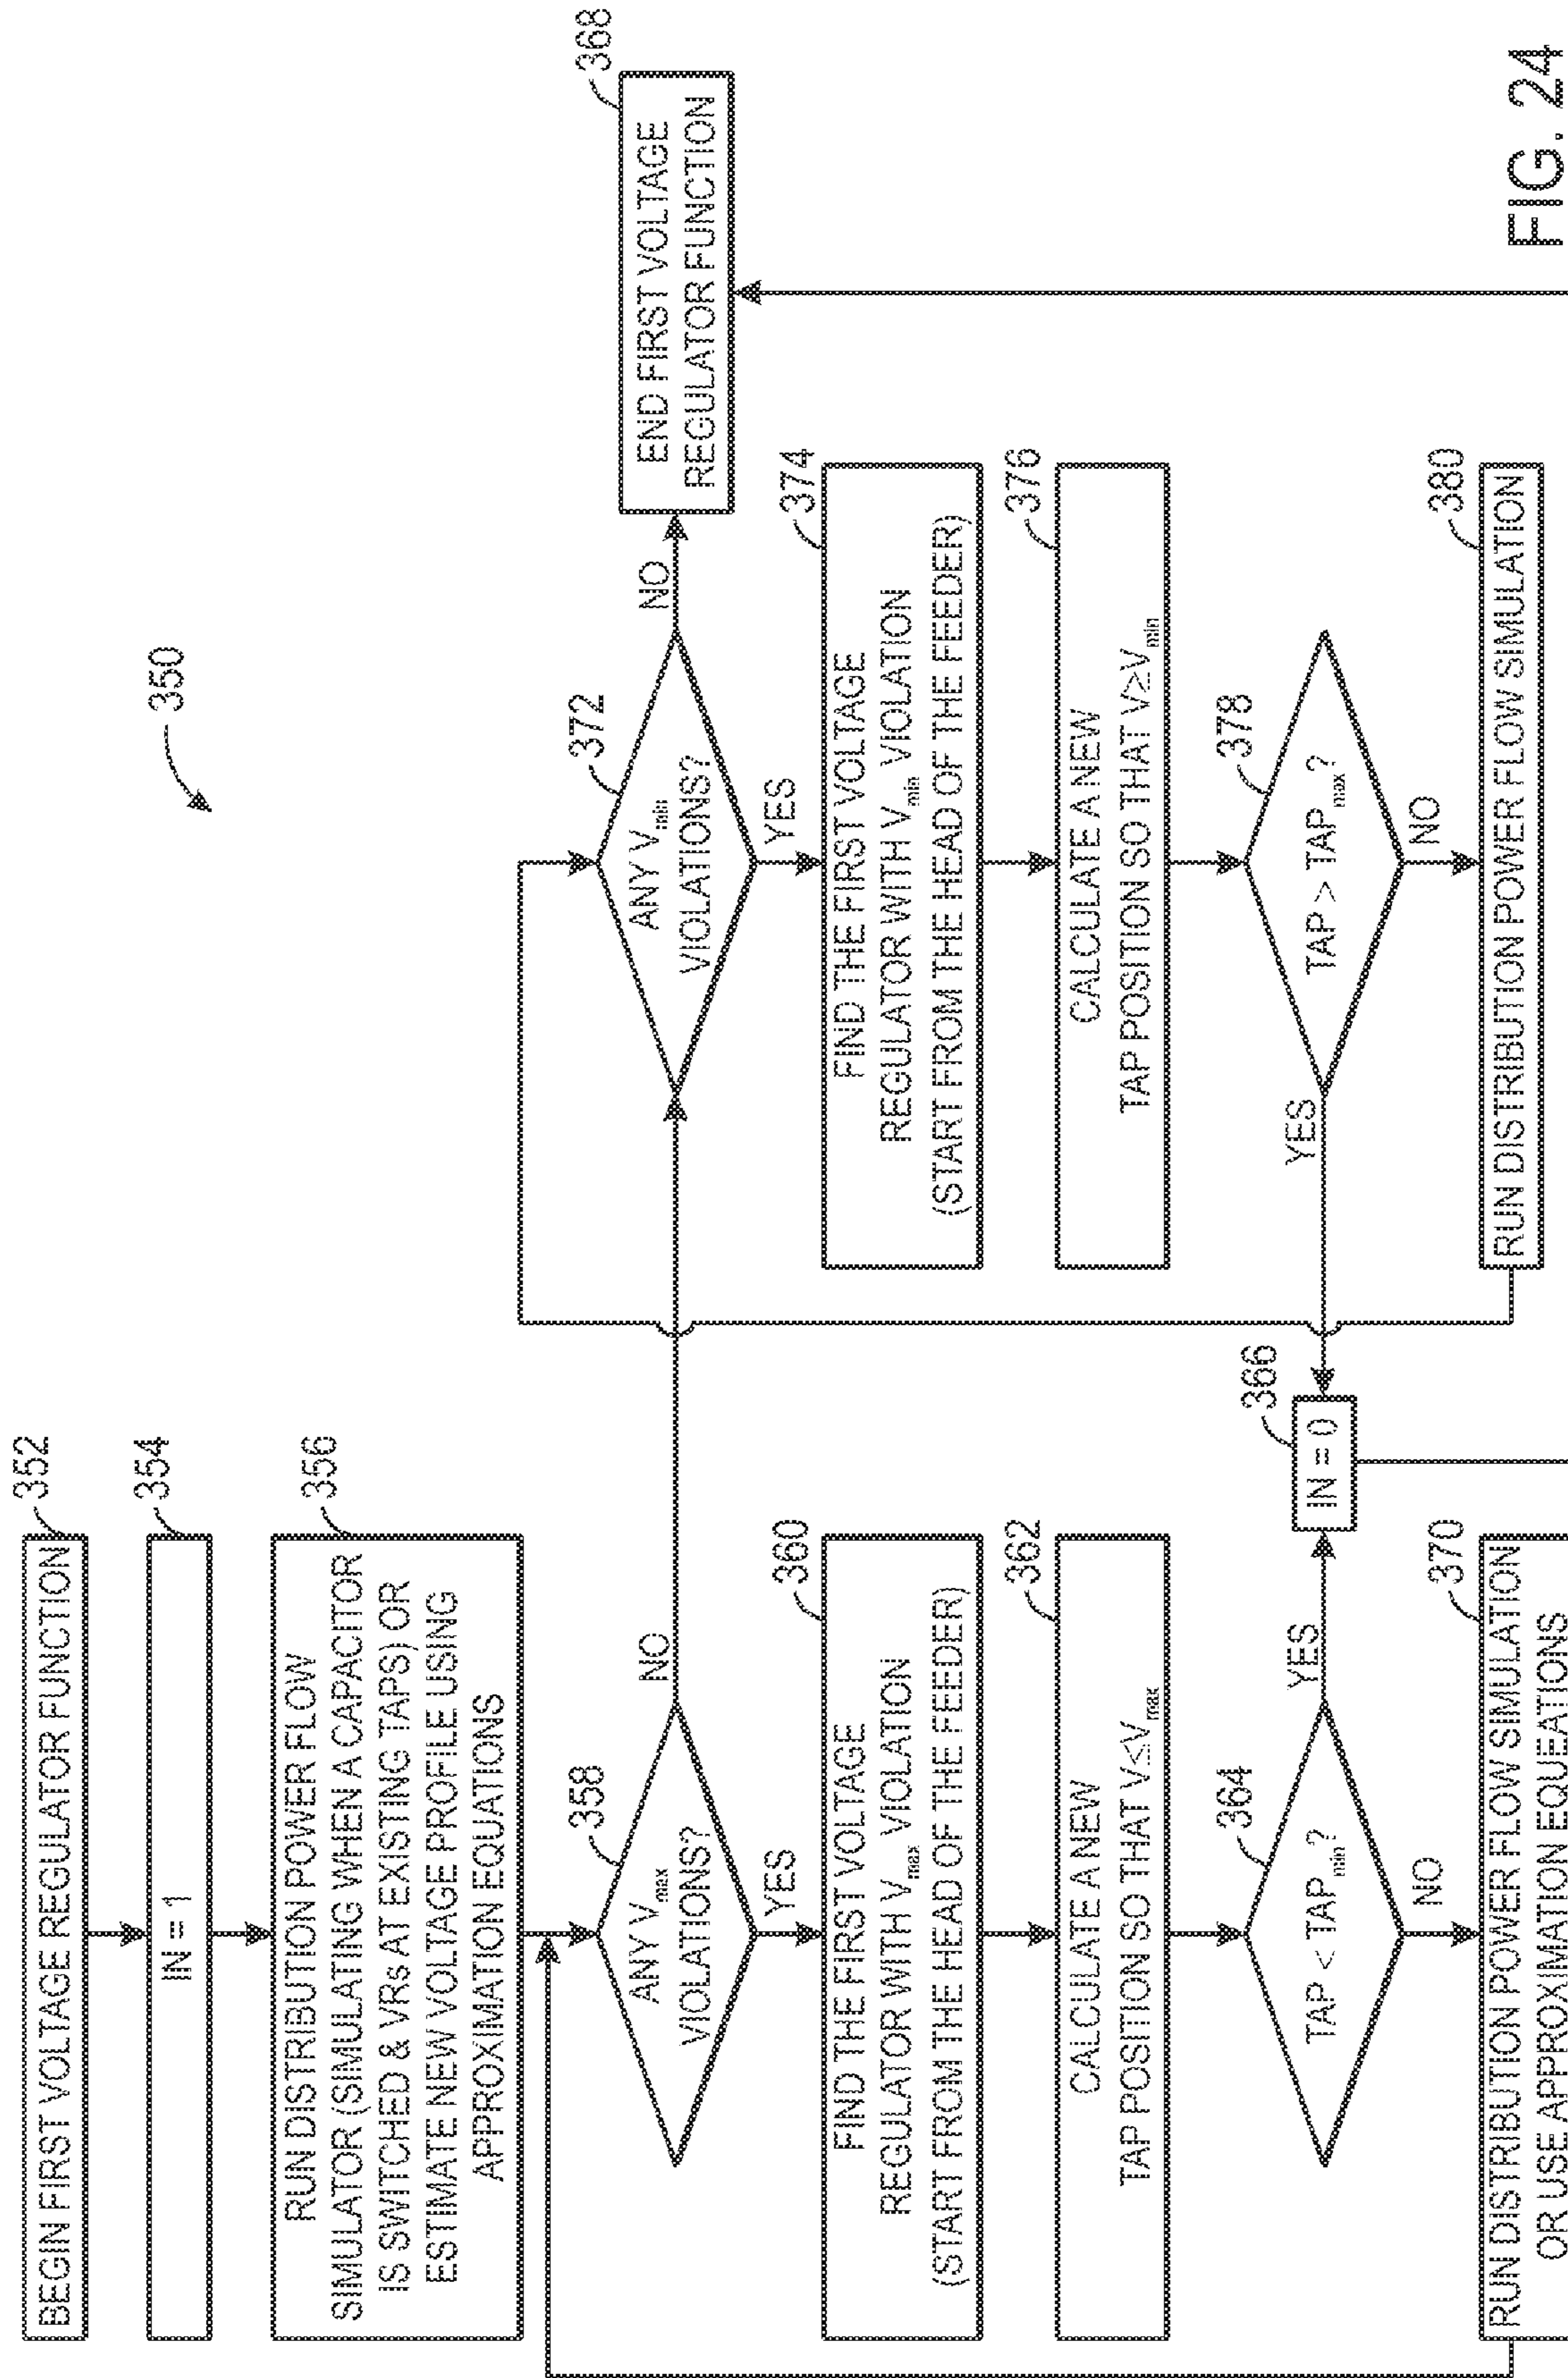 350
BEGIN FIRST VOLTAGE REGULATOR FUNCTION
352
IN = 1
354
RUN DISTRIBUTION POWER FLOW
SIMULATOR (SIMULATING WHEN A CAPACITOR
IS SWITCHED & VRs AT EXISTING TAPS) OR
ESTIMATE NEW VOLTAGE PROFILE USING
APPROXIMATION EQUATIONS
356
ANY Vmax
VIOLATIONS?
358
NO
YES
FIND THE FIRST VOLTAGE
REGULATOR WITH Vmax VIOLATION
(START FROM THE HEAD OF THE FEEDER)
360
CALCULATE A NEW
TAP POSITION SO THAT V≤Vmax
362
TAP < TAPmin?
364
YES
NO
IN = 0
366
RUN DISTRIBUTION POWER FLOW SIMULATION
OR USE APPROXIMATION EQUEATIONS
370
ANY Vmin
VIOLATIONS?
372
NO
YES
END FIRST VOLTAGE
REGULATOR FUNCTION
368
FIND THE FIRST VOLTAGE
REGULATOR WITH Vmin VIOLATION
(START FROM THE HEAD OF THE FEEDER)
374
CALCULATE A NEW
TAP POSITION SO THAT V≥Vmin
376
TAP > TAPmax?
378
YES
NO
RUN DISTRIBUTION POWER FLOW SIMULATION
380
FIG. 24